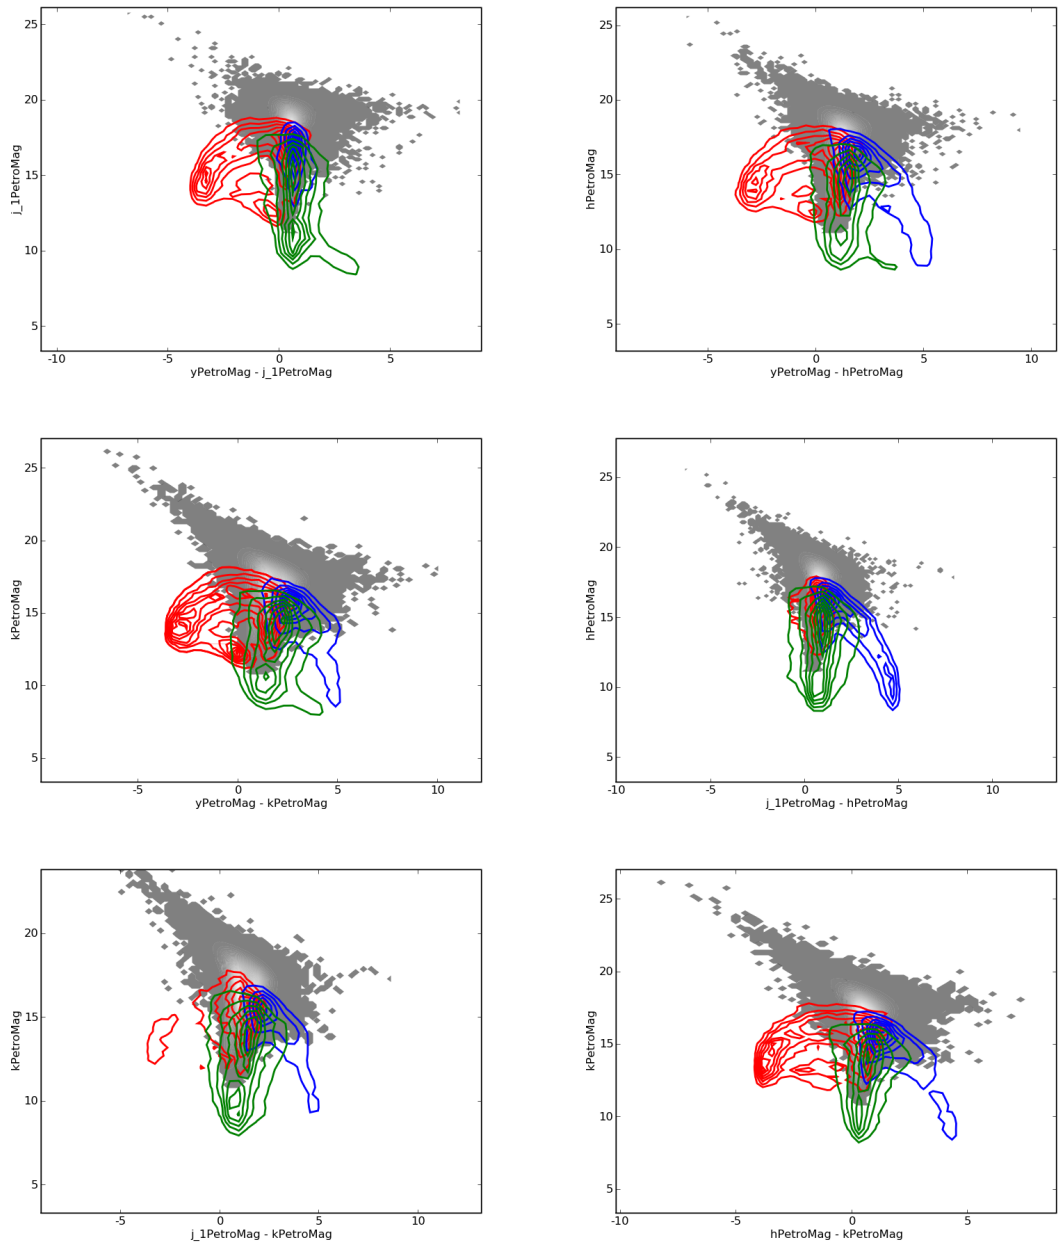 25
20
15
10
5
j_1PetroMag
-10 -5 0 5
yPetroMag - j_1PetroMag
25
20
15
10
5
hPetroMag
-5 0 5 10
yPetroMag - hPetroMag
25
20
15
10
5
kPetroMag
-5 0 5 10
yPetroMag - kPetroMag
25
20
15
10
5
hPetroMag
-10 -5 0 5 10
j_1PetroMag - hPetroMag
20
15
10
5
kPetroMag
-5 0 5 10
j_1PetroMag - kPetroMag
25
20
15
10
5
kPetroMag
-10 -5 0 5
hPetroMag - kPetroMag